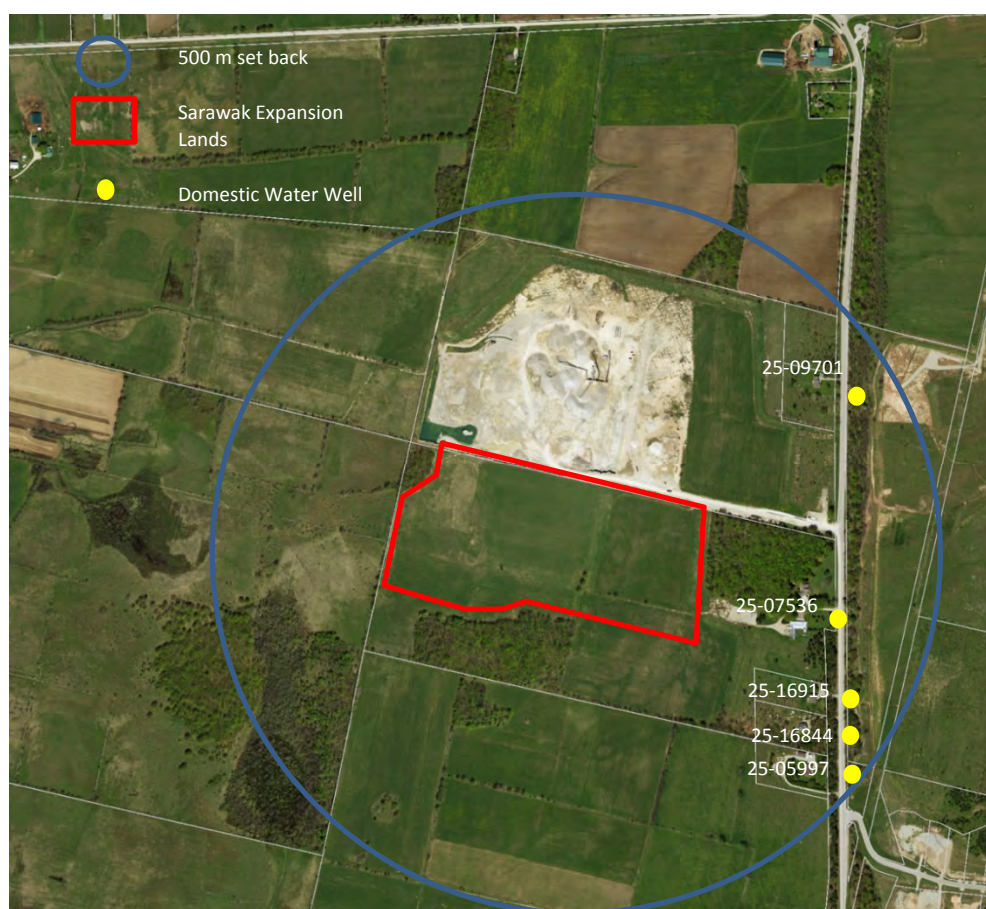 500 m set back
Sarawak Expansion
Lands
Domestic Water Well
25-09701
25-07536
25-16915
25-16844
25-05997